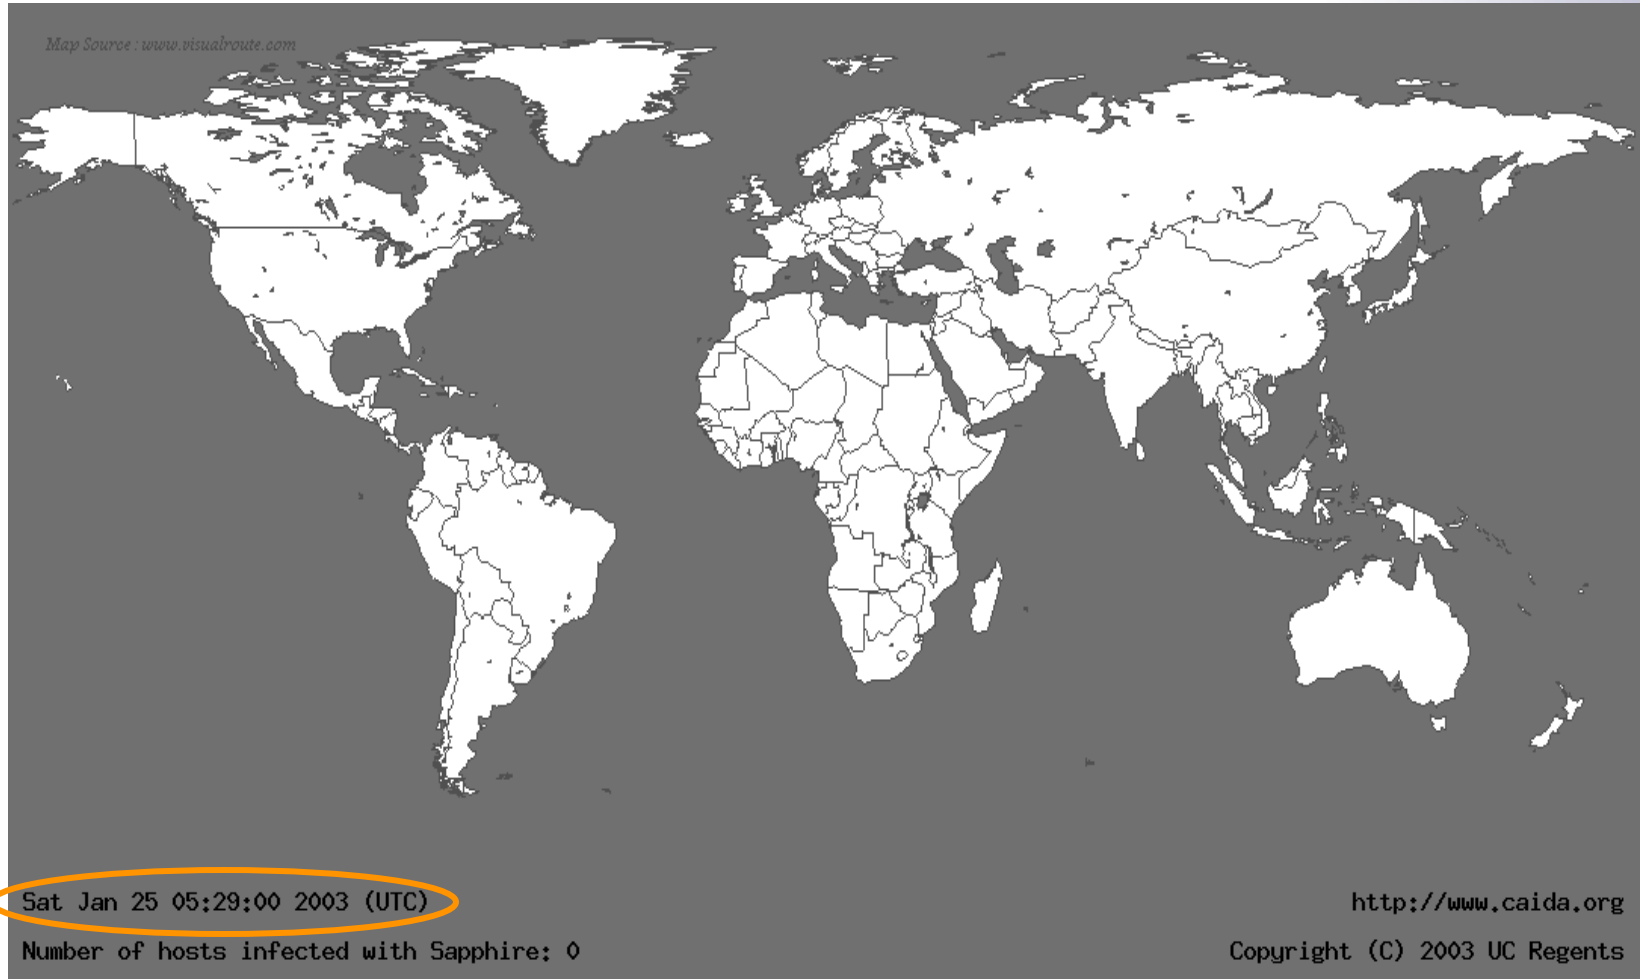 Map Source : www.visualroute.com
Sat Jan 25 05:29:00 2003 (UTC)
http://www.caida.org
Number of hosts infected with Sapphire: 0
Copyright (C) 2003 UC Regents